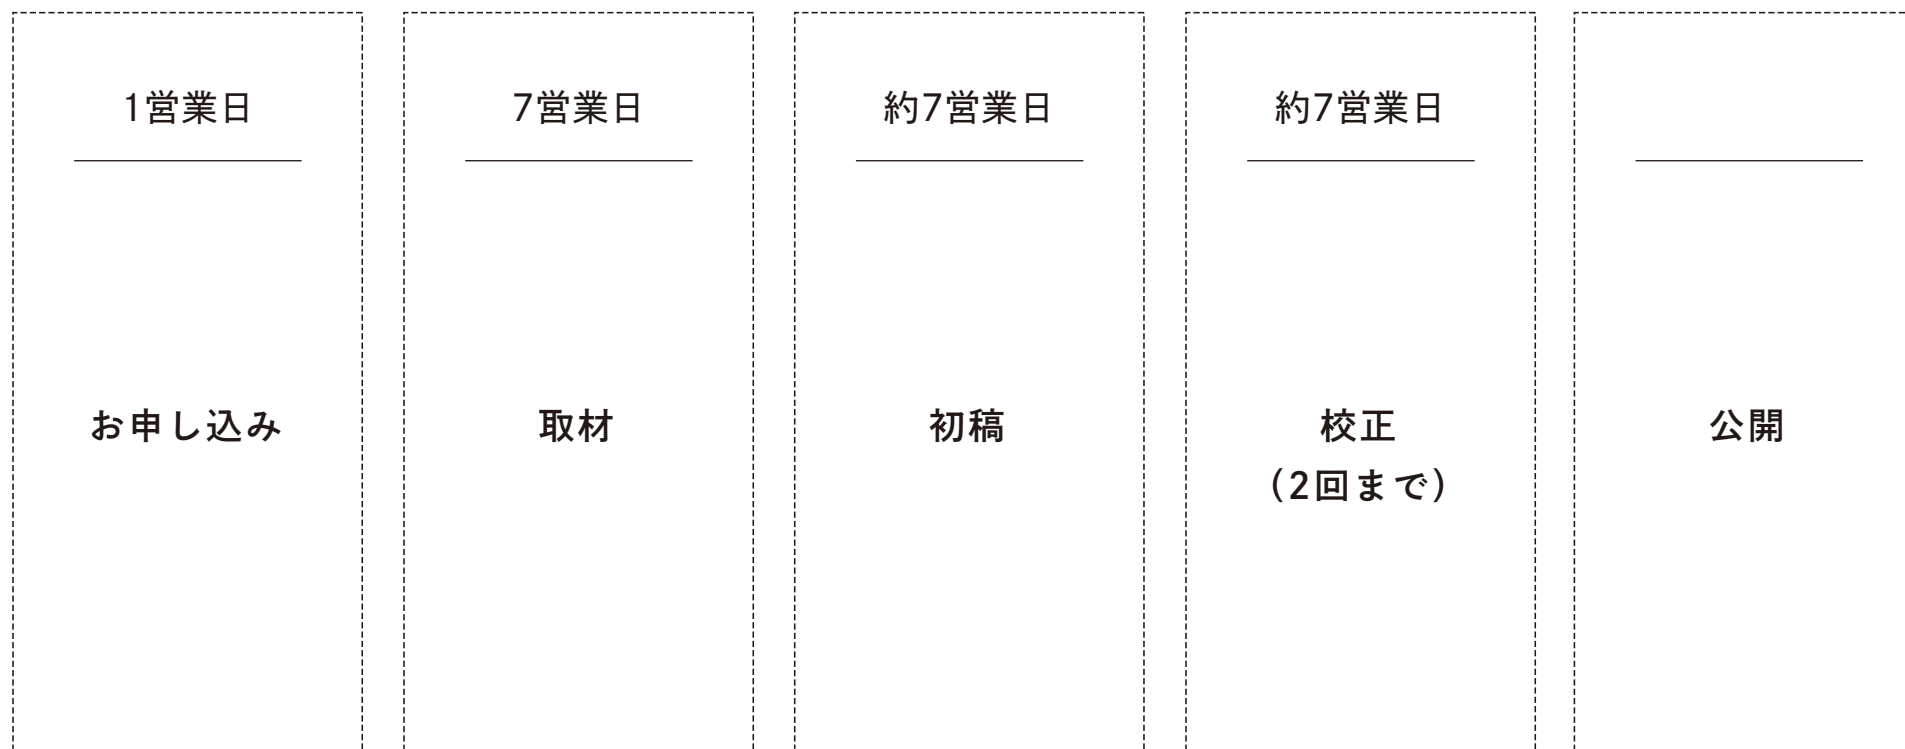 1営業日
お申し込み
7営業日
取材
約7営業日
初稿
約7営業日
校正
（2回まで）
公開